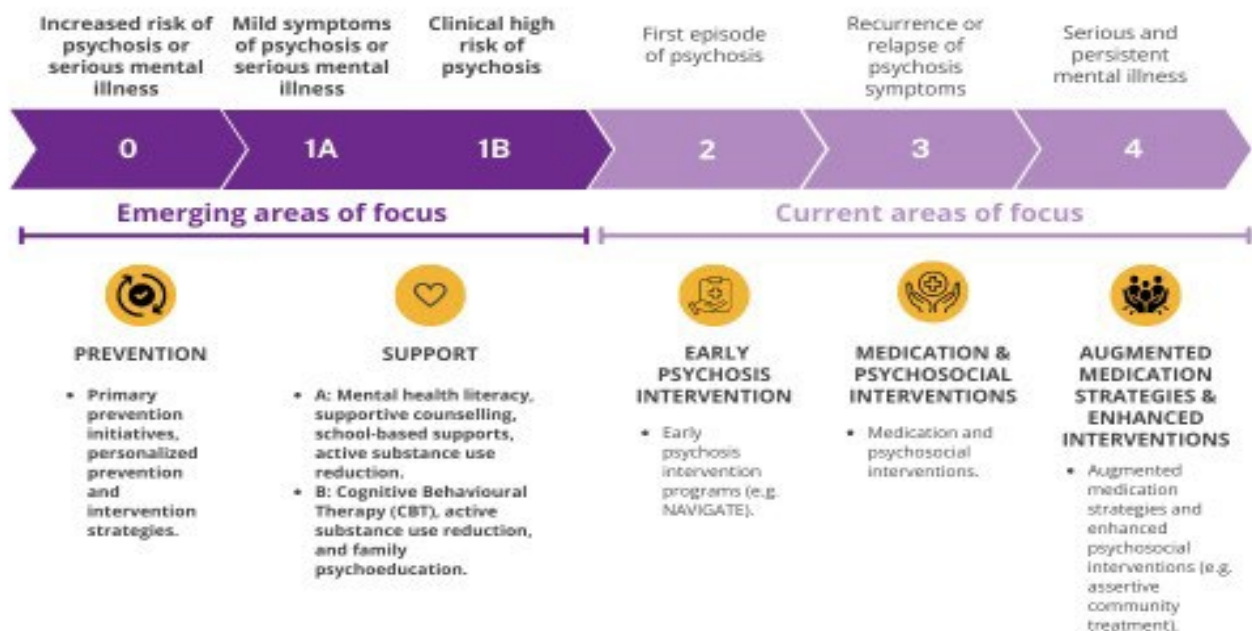 Increased risk of
psychosis or
serious mental
illness
Mild symptoms
of psychosis or
serious mental
illness
Clinical high
risk of
psychosis
First episode
of psychosis
Recurrence or
relapse of
psychosis
symptoms
Serious and
persistent
mental illness
0
1A
1B
2
3
4
Emerging areas of focus
Current areas of focus
PREVENTION
• Primary
prevention
initiatives,
personalized
prevention
and
intervention
strategies.
SUPPORT
• A: Mental health literacy,
supportive counselling,
school-based supports,
active substance use
reduction.
• B: Cognitive Behavioural
Therapy (CBT), active
substance use reduction,
and family
psychoeducation.
EARLY
PSYCHOSIS
INTERVENTION
• Early
psychosis
intervention
programs (e.g.
NAVIGATE).
MEDICATION &
PSYCHOSOCIAL
INTERVENTIONS
• Medication and
psychosocial
interventions.
AUGMENTED
MEDICATION
STRATEGIES &
ENHANCED
INTERVENTIONS
• Augmented
medication
strategies and
enhanced
psychosocial
interventions (e.g.
assertive
community
treatment).